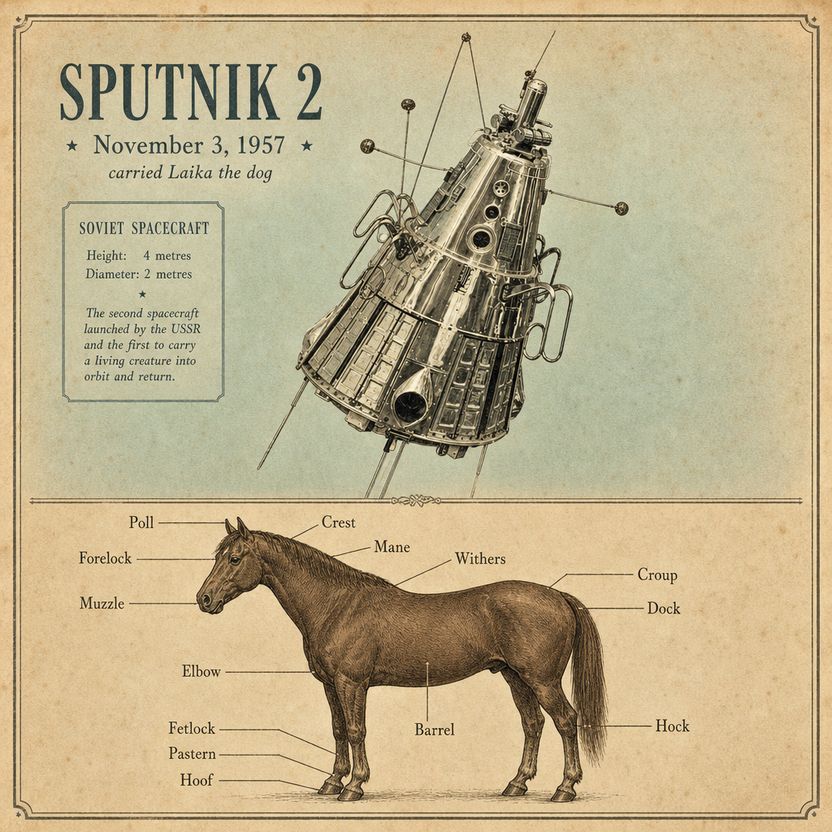 SPUTNIK 2
★ November 3, 1957 ★
carried Laika the dog
SOVIET SPACECRAFT
Height: 4 metres
Diameter: 2 metres
★
The second spacecraft
launched by the USSR
and the first to carry
a living creature into
orbit and return.
Poll
Crest
Mane
Forelock
Withers
Croup
Muzzle
Dock
Elbow
Fetlock
Barrel
Hock
Pastern
Hoof